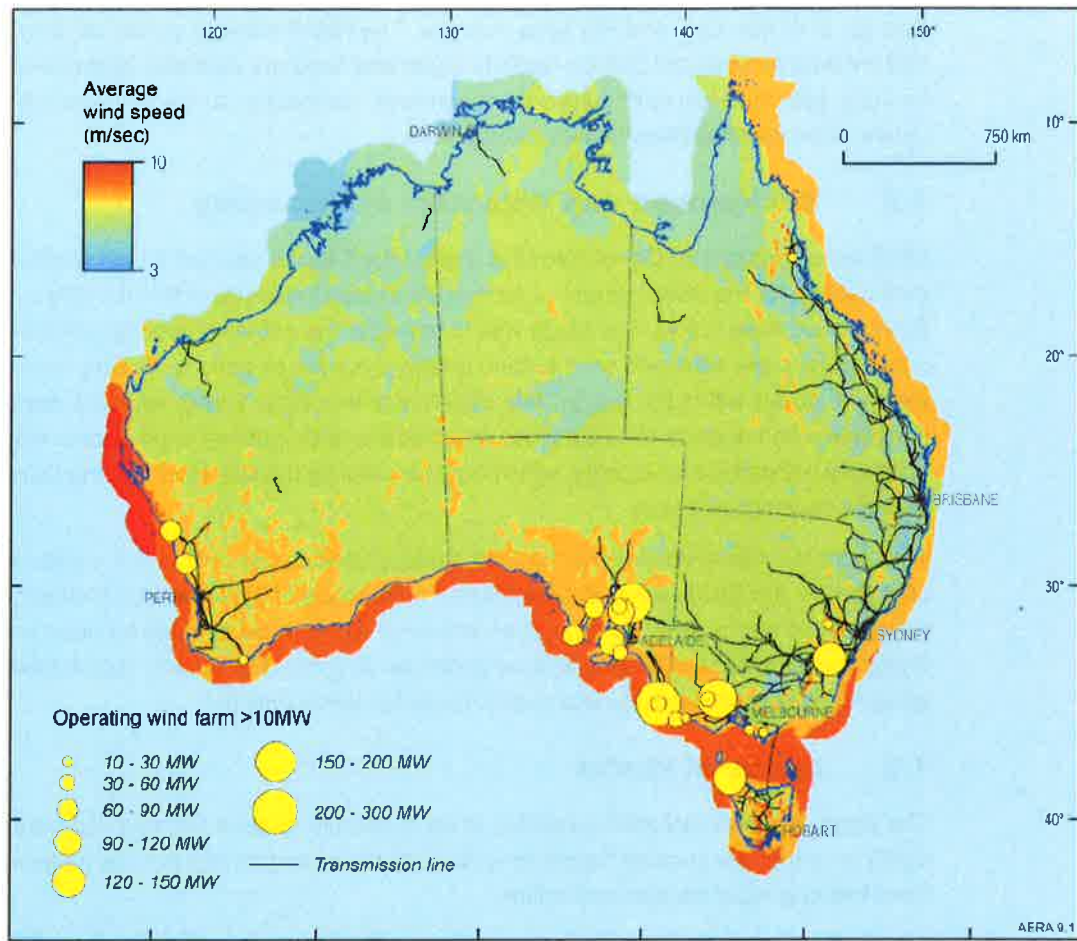 120°
130°
140°
150°
Average
wind speed
(m/sec)
10
3
DARWIN
0
750 km
10°
20°
BRISBANE
30°
SYDNEY
ADELAIDE
MELBOURNE
Operating wind farm >10MW
10 - 30 MW
30 - 60 MW
60 - 90 MW
90 - 120 MW
120 - 150 MW
150 - 200 MW
200 - 300 MW
Transmission line
40°
HOBART
AERA 9.1